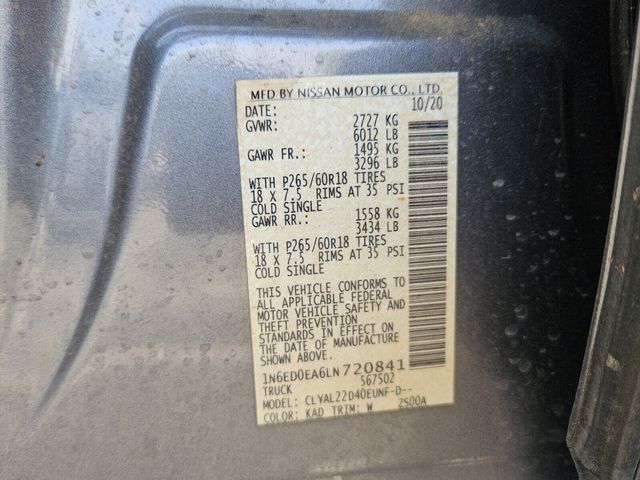 MFD BY NISSAN MOTOR CO., LTD
DATE: 10/20
GVWR: 2727 KG
6012 LB
GAWR FR.: 1495 KG
3296 LB
WITH P265/60R18 TIRES
18 X 7.5 RIMS AT 35 PSI
COLD SINGLE
GAWR RR.: 1558 KG
3434 LB
WITH P265/60R18 TIRES
18 X 7.5 RIMS AT 35 PSI
COLD SINGLE
THIS VEHICLE CONFORMS TO
ALL APPLICABLE FEDERAL
MOTOR VEHICLE SAFETY AND
THEFT PREVENTION
STANDARDS IN EFFECT ON
THE DATE OF MANUFACTURE
SHOWN ABOVE.
1N6ED0EA6LN720841
TRUCK 567502
MODEL: CLYAL22D40EUNF-D--
COLOR: KAD TRIM: W 2S00A